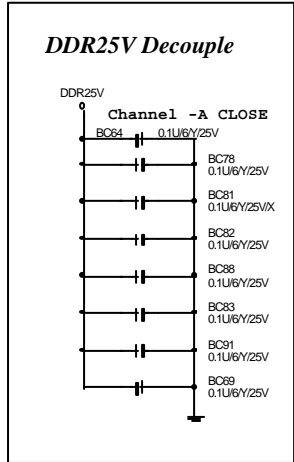 DDR25V Decouple
DDR25V
Channel -A CLOSE
BC64 0.1U/6/Y/25V
BC78
0.1U/6/Y/25V
BC81
0.1U/6/Y/25V/X
BC82
0.1U/6/Y/25V
BC88
0.1U/6/Y/25V
BC83
0.1U/6/Y/25V
BC91
0.1U/6/Y/25V
BC69
0.1U/6/Y/25V